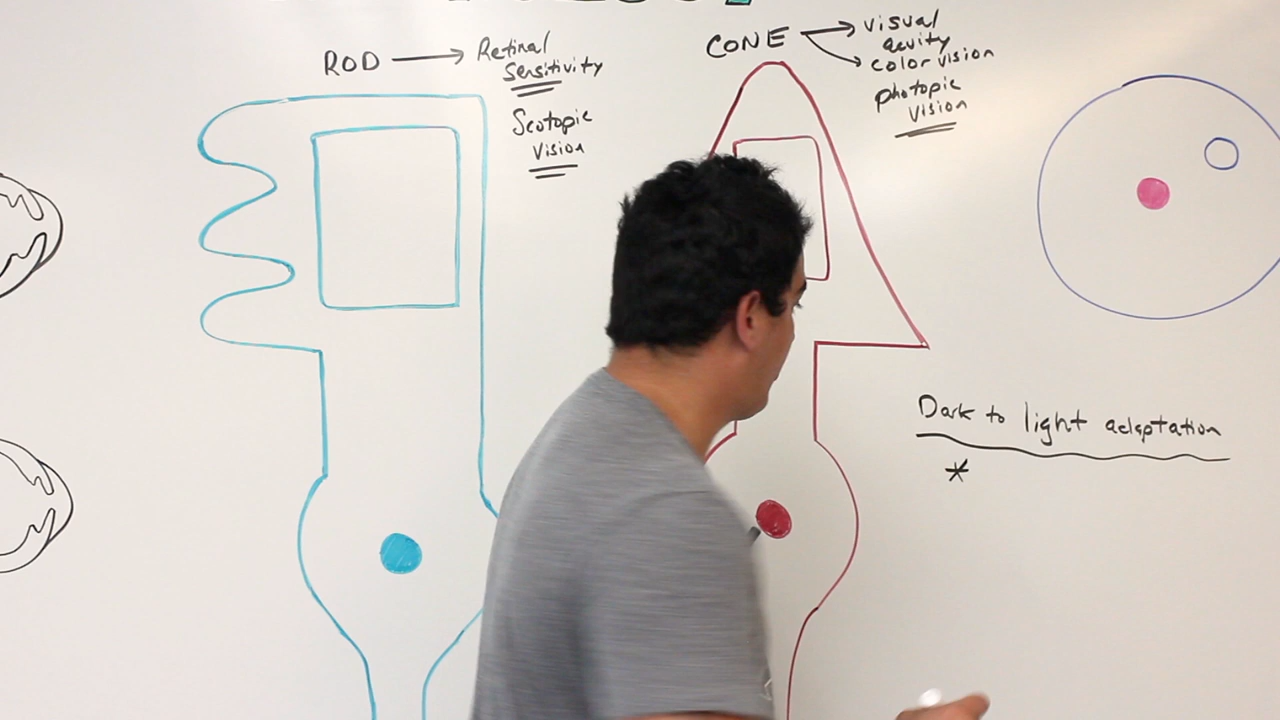 ROD → Retinal
sensitivity
Scotopic
Vision
CONE → Visual
acuity
color vision
photopic
Vision
Dark to light adaptation
*